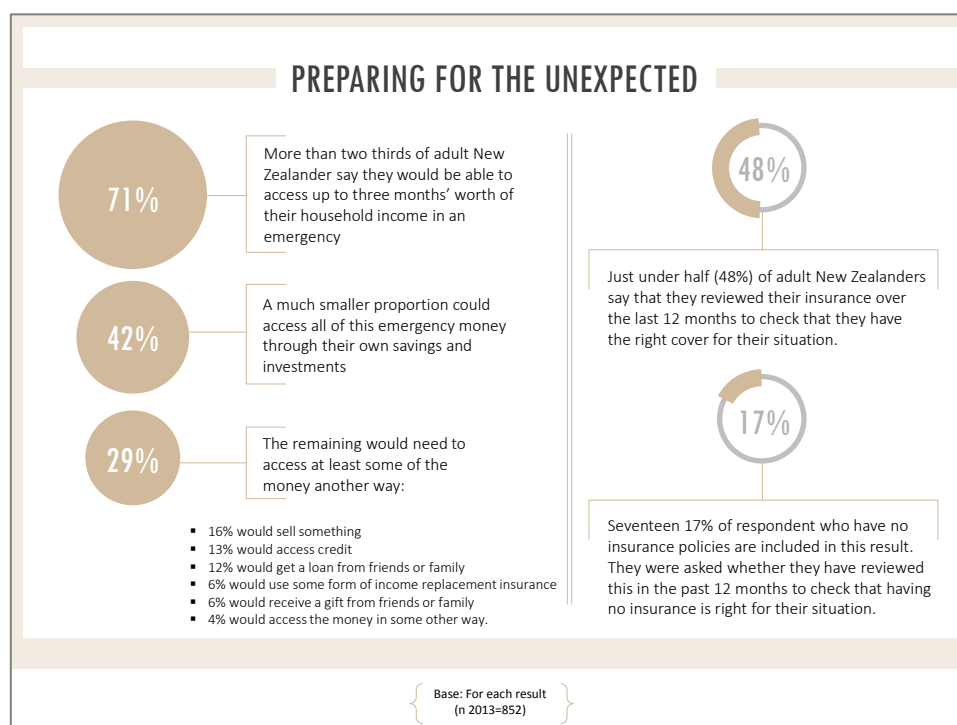 PREPARING FOR THE UNEXPECTED
71%
More than two thirds of adult New
Zealander say they would be able to
access up to three months’ worth of
their household income in an
emergency
42%
A much smaller proportion could
access all of this emergency money
through their own savings and
investments
29%
The remaining would need to
access at least some of the
money another way:
▪ 16% would sell something
▪ 13% would access credit
▪ 12% would get a loan from friends or family
▪ 6% would use some form of income replacement insurance
▪ 6% would receive a gift from friends or family
▪ 4% would access the money in some other way.
48%
Just under half (48%) of adult New Zealanders
say that they reviewed their insurance over
the last 12 months to check that they have
the right cover for their situation.
17%
Seventeen 17% of respondent who have no
insurance policies are included in this result.
They were asked whether they have reviewed
this in the past 12 months to check that having
no insurance is right for their situation.
Base: For each result
(n 2013=852)